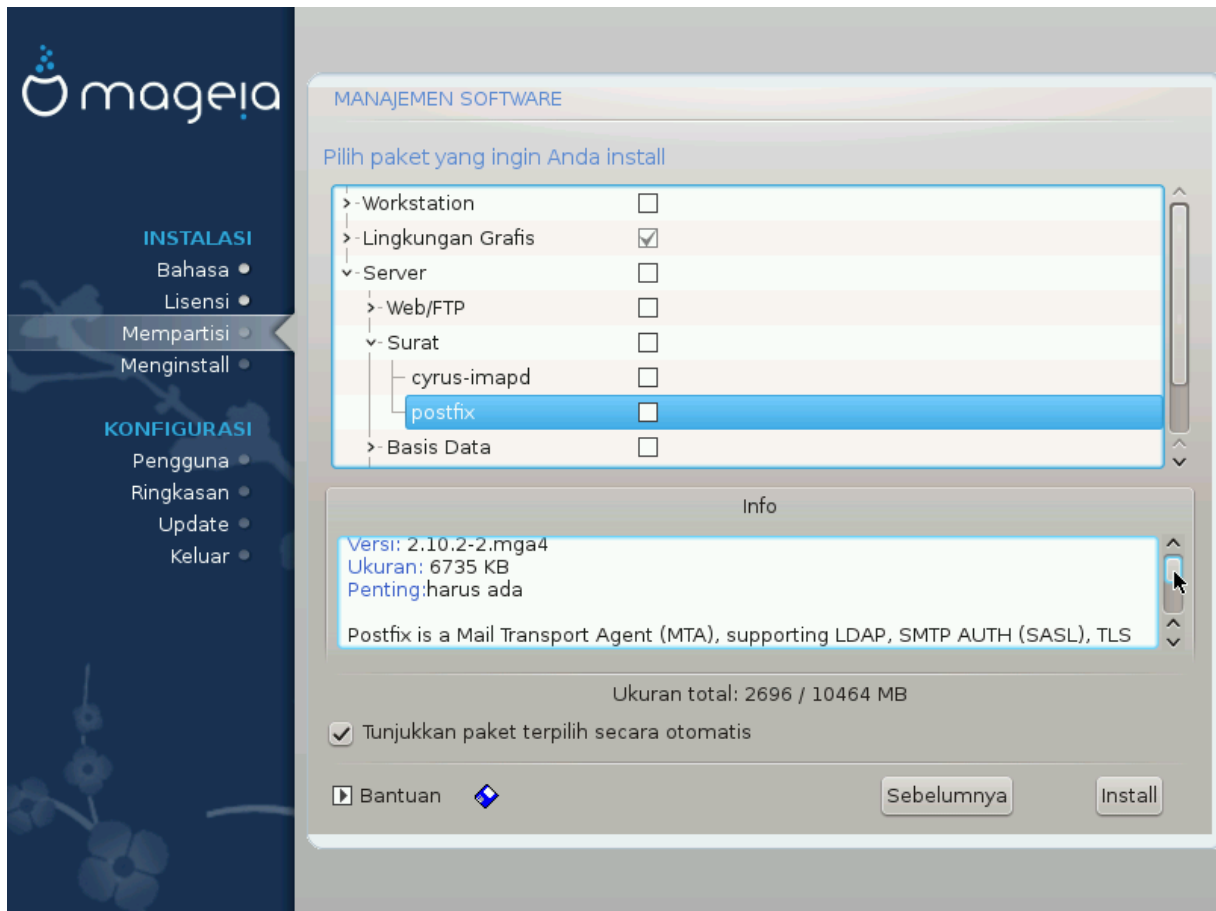 mageia
INSTALASI
Bahasa
Lisensi
Mempartisi
Menginstall
KONFIGURASI
Pengguna
Ringkasan
Update
Keluar
MANAJEMEN SOFTWARE
Pilih paket yang ingin Anda install
Workstation
Lingkungan Grafis
Server
Web/FTP
Surat
cyrus-imapd
postfix
Basis Data
Info
Versi: 2.10.2-2.mga4
Ukuran: 6735 KB
Penting:harus ada
Postfix is a Mail Transport Agent (MTA), supporting LDAP, SMTP AUTH (SASL), TLS
Ukuran total: 2696 / 10464 MB
Tunjukkan paket terpilih secara otomatis
Bantuan
Sebelumnya
Install